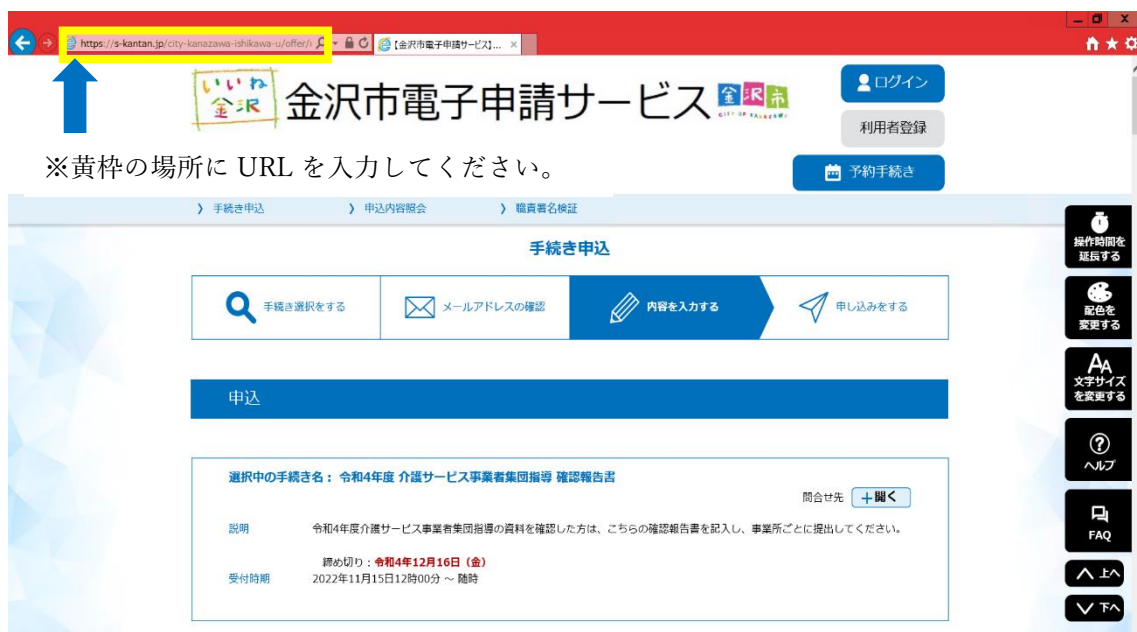 https://s-kantan.jp/city-kanazawa-ishikawa-u/offer/
【金沢市電子申請サービス】... ×
いいね
金沢
金沢市電子申請サービス
金沢市
CITY OF KANAZAWA
ログイン
利用者登録
※黄枠の場所に URL を入力してください。
予約手続き
手続き申込
申込内容照会
職責署名検証
手続き申込
手続き選択をする
メールアドレスの確認
内容を入力する
申し込みをする
申込
選択中の手続き名： 令和4年度 介護サービス事業者集団指導 確認報告書
問合せ先 ＋開く
説明 令和4年度介護サービス事業者集団指導の資料を確認した方は、こちらの確認報告書を記入し、事業所ごとに提出してください。
締め切り：令和4年12月16日（金）
受付時期 2022年11月15日12時00分 ～ 随時
操作時間を
延長する
配色を
変更する
AA
文字サイズ
を変更する
?
ヘルプ
FAQ
上へ
下へ